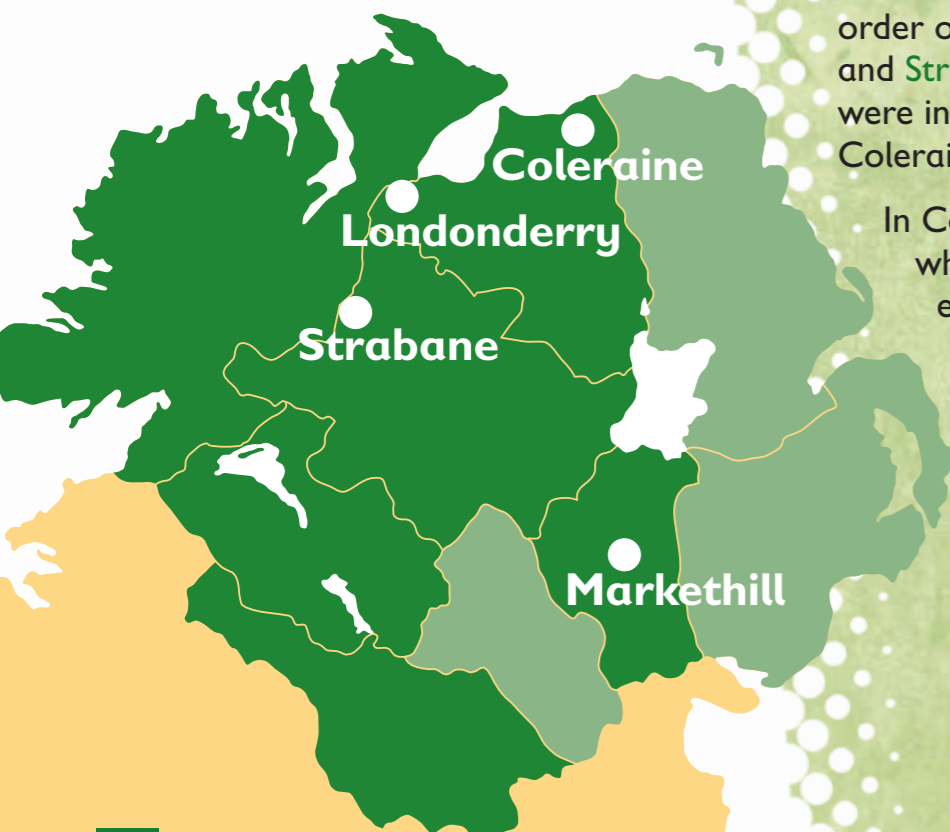 order o
and Str
were in
Colerai
In Co
wh
e
Coleraine
Londonderry
Strabane
Markethill